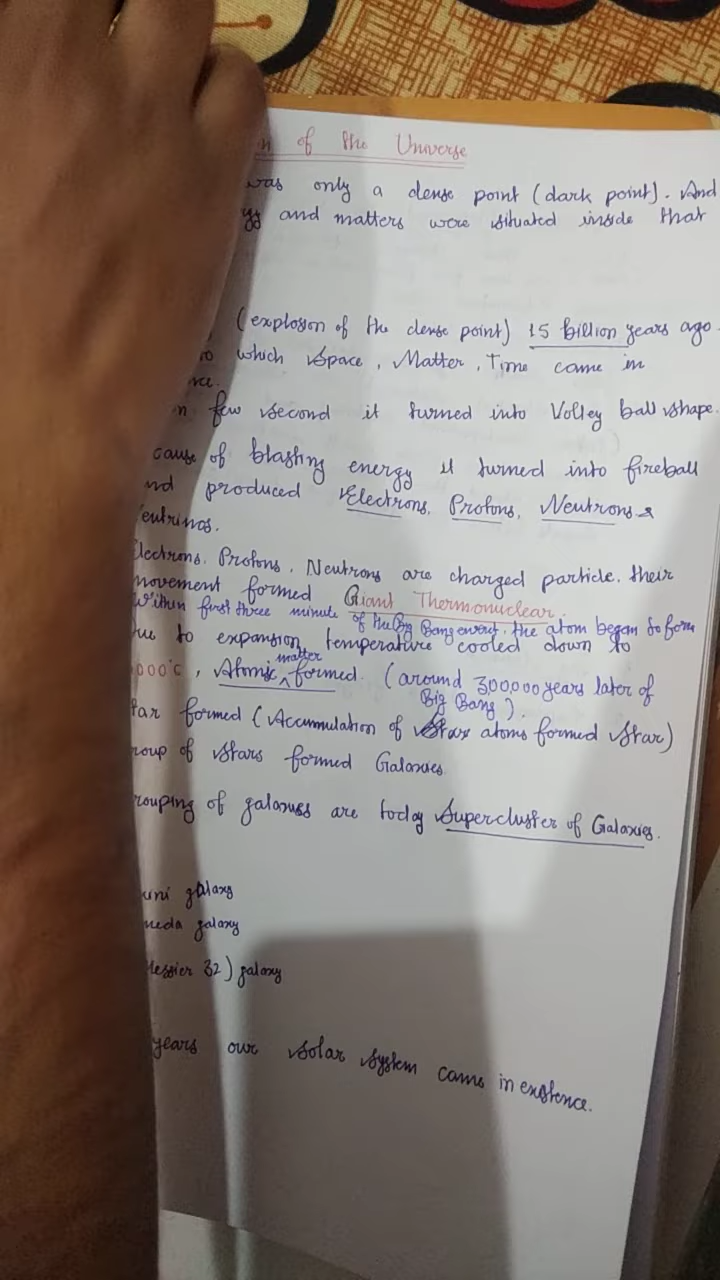 of the Universe
was only a dense point (dark point). And
and matters were situated inside that
(explosion of the dense point) 15 billion years ago.
which Space, Matter, Time came in
few second it turned into Volley ball shape.
cause of blasting energy it turned into fireball
produced Electrons, Protons, Neutrons &
eutrinos.
lectrons, Protons, Neutrons are charged particle. their
movement formed Giant Thermonuclear.
Within first three minute of the Big Bang event, the atom began to form
to expansion temperature cooled down to
000°C, Atomic matter formed. (around 300,000 years later of
Big Bang).
tar formed (Accumulation of atoms formed Star)
roup of Stars formed Galaxies
rouping of galaxies are today Supercluster of Galaxies.
galaxy
meda galaxy
essier 32) galaxy
years our Solar System came in existence.